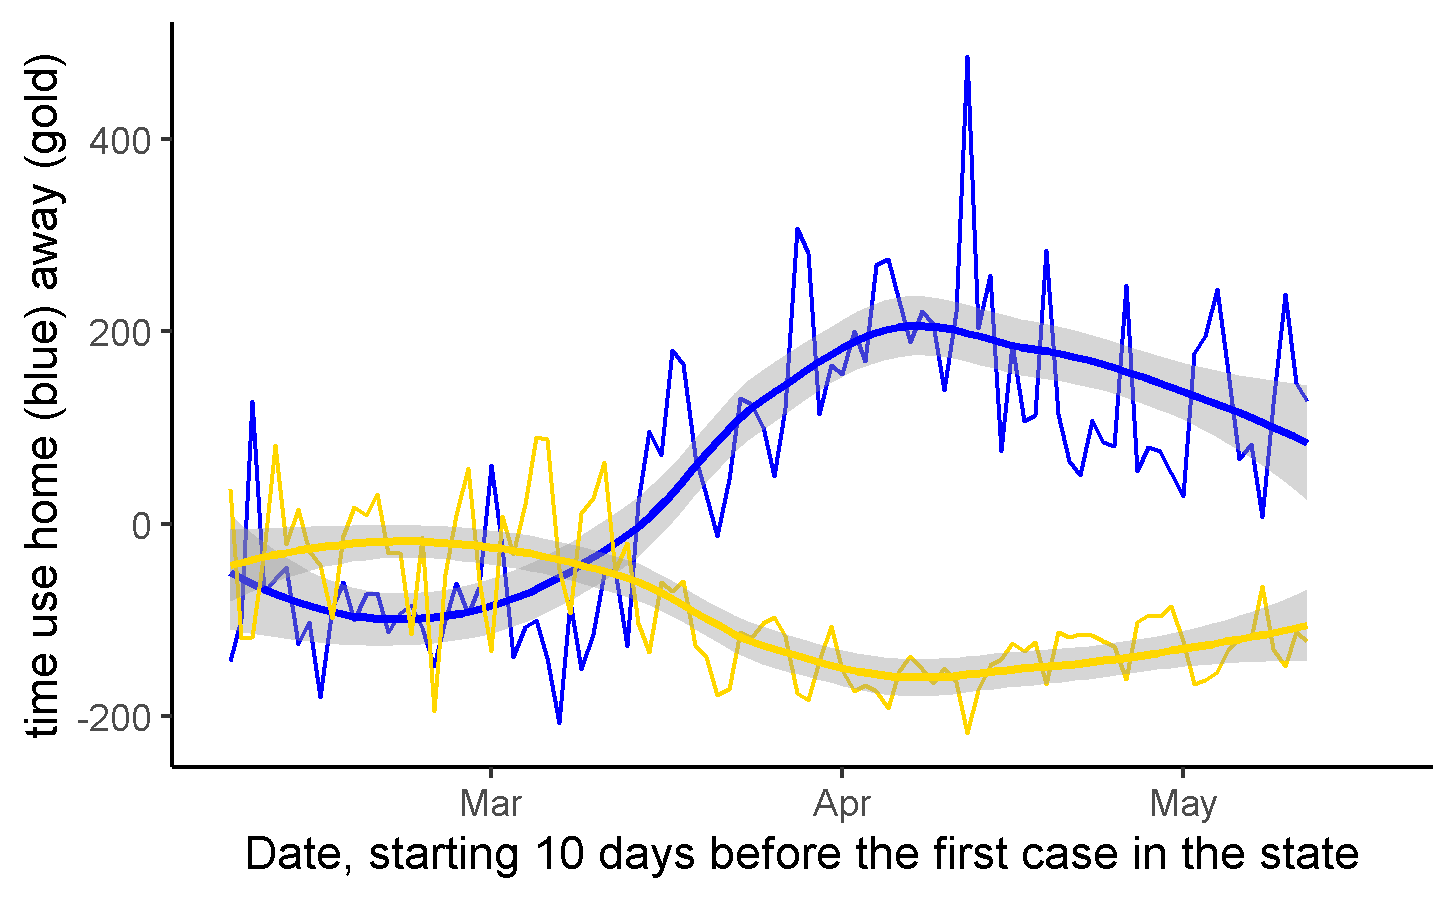 time use home (blue) away (gold)
400
200
0
-200
Mar Apr May
Date, starting 10 days before the first case in the state